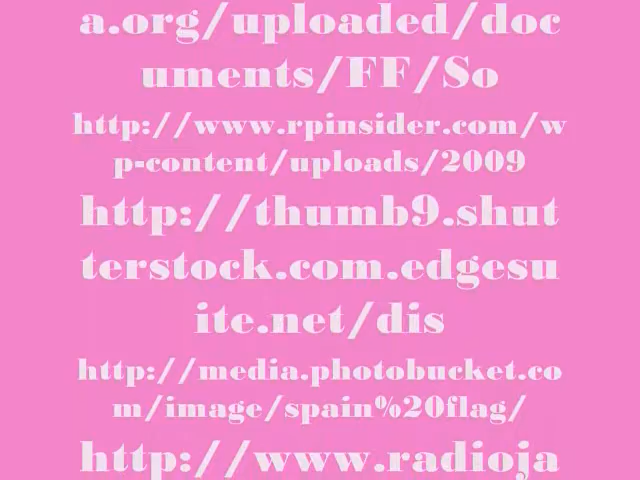 a.org/uploaded/doc
uments/FF/So
http://www.rpinsider.com/w
p-content/uploads/2009
http://thumb9.shut
terstock.com.edgesu
ite.net/dis
http://media.photobucket.co
m/image/spain%20flag/
http://www.radioja